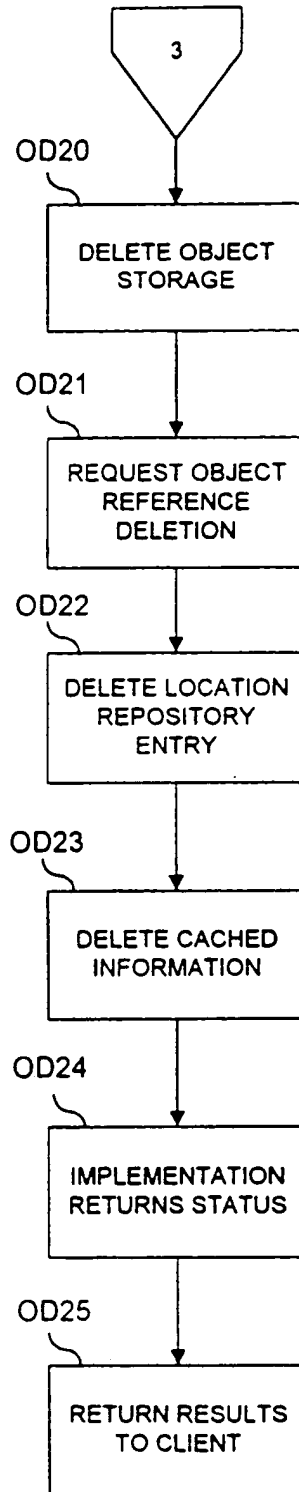 3
OD20
DELETE OBJECT
STORAGE
OD21
REQUEST OBJECT
REFERENCE
DELETION
OD22
DELETE LOCATION
REPOSITORY
ENTRY
OD23
DELETE CACHED
INFORMATION
OD24
IMPLEMENTATION
RETURNS STATUS
OD25
RETURN RESULTS
TO CLIENT